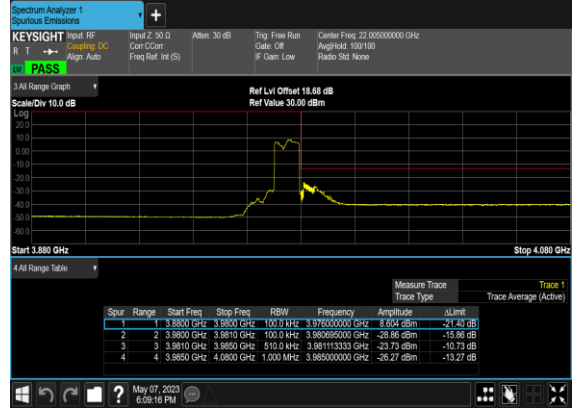 Spectrum Analyzer 1
Spurious Emissions
+
KEYSIGHT Input: RF Input Z: 50 Ω Atten: 30 dB Trig: Free Run Center Freq: 22.005000000 GHz
R T Coupling: DC Corr CCorr Gate: Off Avg|Hold: 100/100
Align: Auto Freq Ref: Int (S) IF Gain: Low Radio Std: None
PASS
3 All Range Graph
Ref Lvl Offset 18.68 dB
Scale/Div 10.0 dB Ref Value 30.00 dBm
Log
20.0
10.0
0.00
-10.0
-20.0
-30.0
-40.0
-50.0
-60.0
Start 3.880 GHz Stop 4.080 GHz
4 All Range Table
Measure Trace Trace 1
Trace Type Trace Average (Active)
Spur Range Start Freq Stop Freq RBW Frequency Amplitude ΔLimit
1 1 3.8800 GHz 3.9800 GHz 100.0 kHz 3.976000000 GHz 8.604 dBm -21.40 dB
2 2 3.9800 GHz 3.9810 GHz 100.0 kHz 3.980695000 GHz -28.86 dBm -15.86 dB
3 3 3.9810 GHz 3.9850 GHz 510.0 kHz 3.981113333 GHz -23.73 dBm -10.73 dB
4 4 3.9850 GHz 4.0800 GHz 1.000 MHz 3.985000000 GHz -26.27 dBm -13.27 dB
?
May 07, 2023
6:09:16 PM